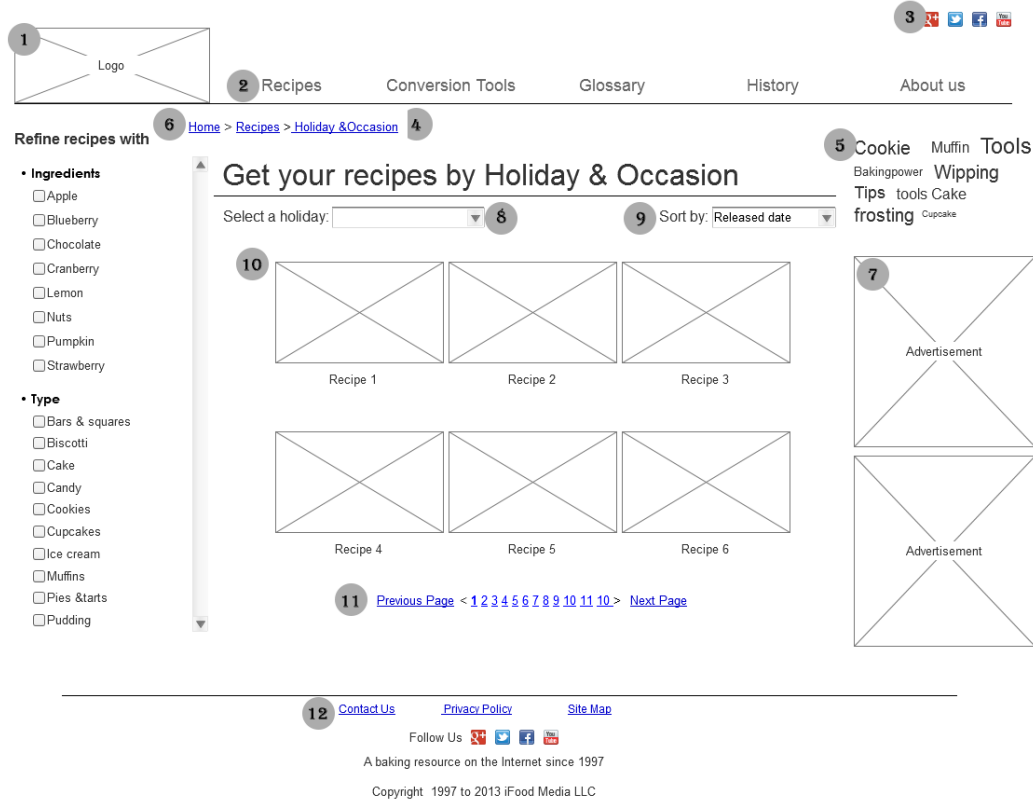 3
You
Tube
1
Logo
2 Recipes Conversion Tools Glossary History About us
6 Home > Recipes > Holiday &Occasion 4
Refine recipes with
• Ingredients
Apple
Blueberry
Chocolate
Cranberry
Lemon
Nuts
Pumpkin
Strawberry
• Type
Bars & squares
Biscotti
Cake
Candy
Cookies
Cupcakes
Ice cream
Muffins
Pies &tarts
Pudding
Get your recipes by Holiday & Occasion
Select a holiday: 8 9 Sort by: Released date
10
Recipe 1 Recipe 2 Recipe 3
Recipe 4 Recipe 5 Recipe 6
11 Previous Page < 1 2 3 4 5 6 7 8 9 10 11 10 > Next Page
5 Cookie Muffin Tools
Bakingpower Wipping
Tips tools Cake
frosting Cupcake
7
Advertisement
Advertisement
12 Contact Us Privacy Policy Site Map
Follow Us
You
Tube
A baking resource on the Internet since 1997
Copyright 1997 to 2013 iFood Media LLC